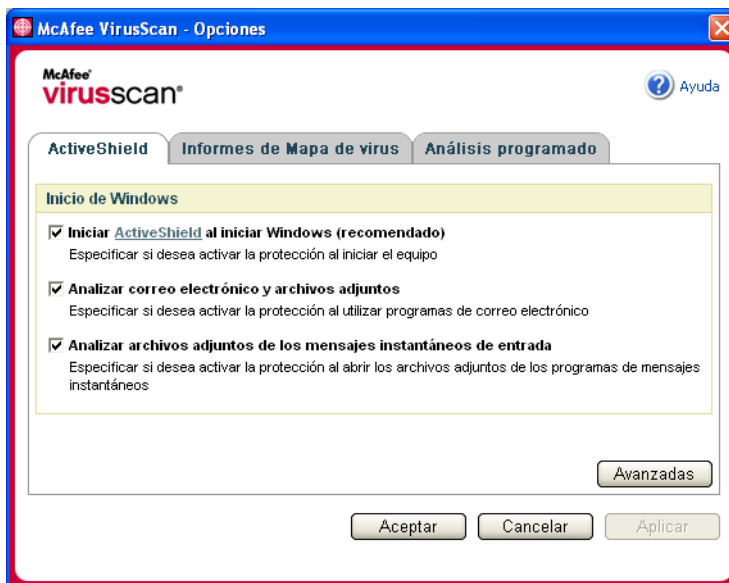 McAfee VirusScan - Opciones
McAfee®
virusscan®
Ayuda
ActiveShield
Informes de Mapa de virus
Análisis programado
Inicio de Windows
Iniciar ActiveShield al iniciar Windows (recomendado)
Especificar si desea activar la protección al iniciar el equipo
Analizar correo electrónico y archivos adjuntos
Especificar si desea activar la protección al utilizar programas de correo electrónico
Analizar archivos adjuntos de los mensajes instantáneos de entrada
Especificar si desea activar la protección al abrir los archivos adjuntos de los programas de mensajes
instantáneos
Avanzadas
Aceptar
Cancelar
Aplicar